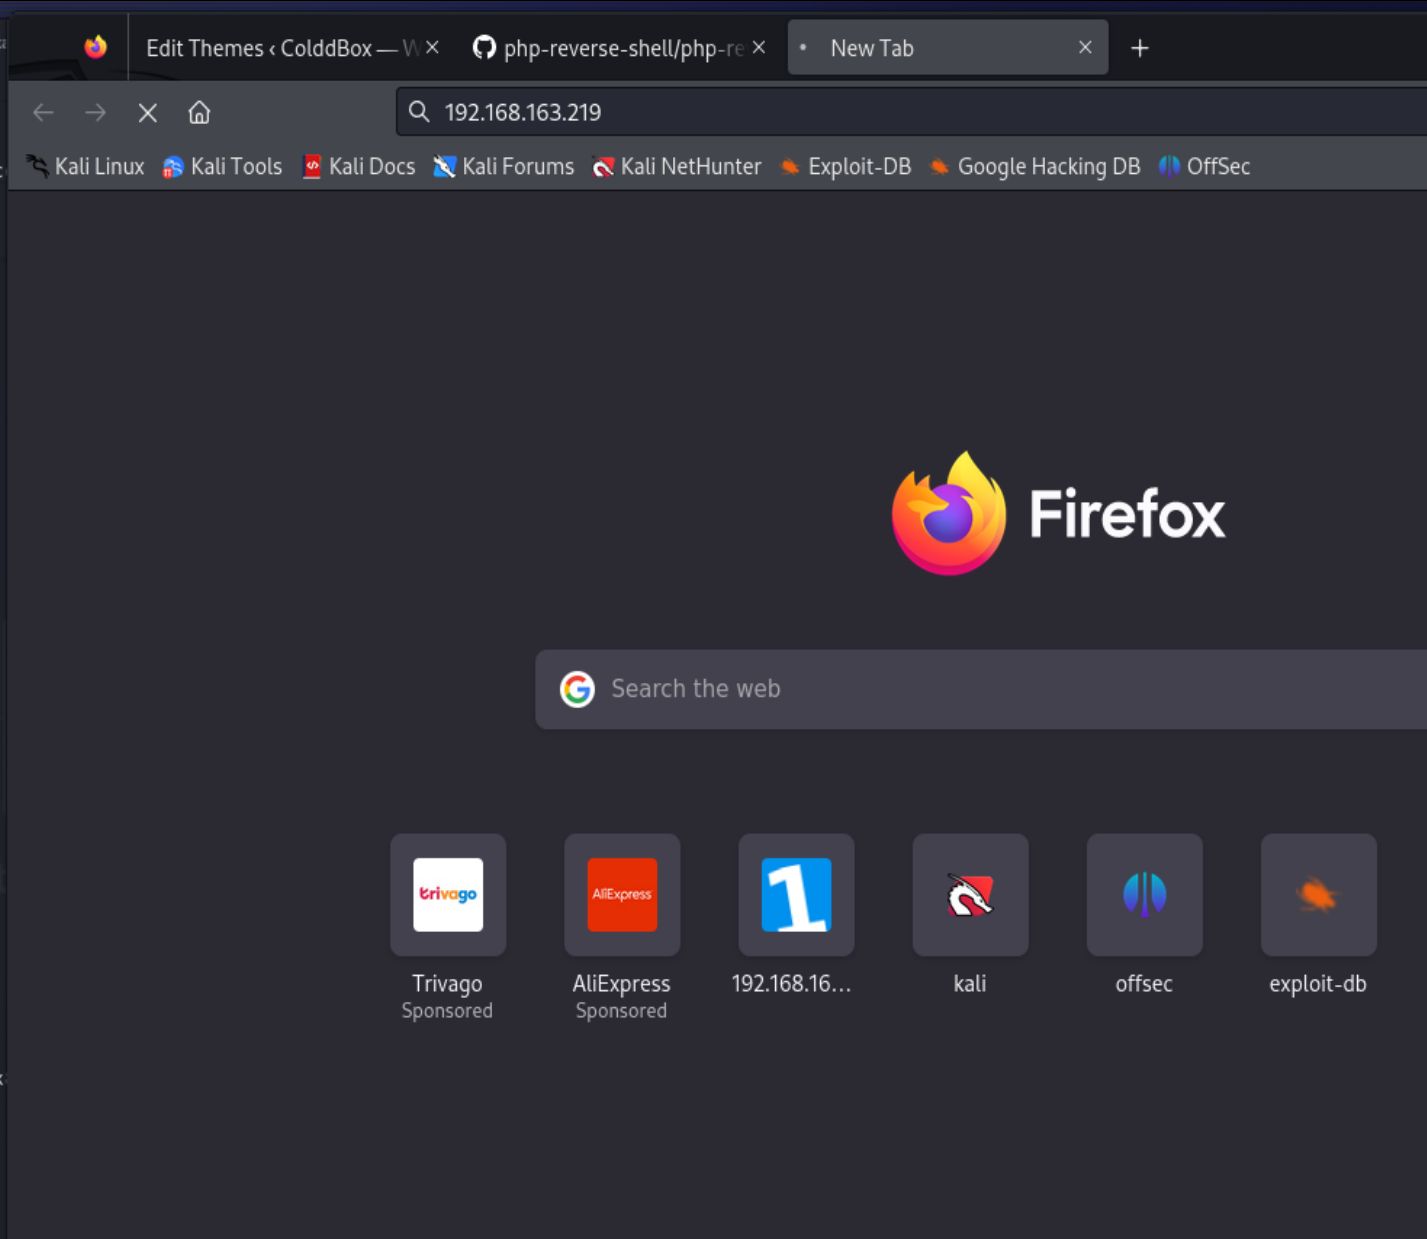 Edit Themes ‹ ColddBox — W
php-reverse-shell/php-re
New Tab
192.168.163.219
Kali Linux
Kali Tools
Kali Docs
Kali Forums
Kali NetHunter
Exploit-DB
Google Hacking DB
OffSec
Firefox
Search the web
trivago
AliExpress
1
Trivago
Sponsored
AliExpress
Sponsored
192.168.16...
kali
offsec
exploit-db